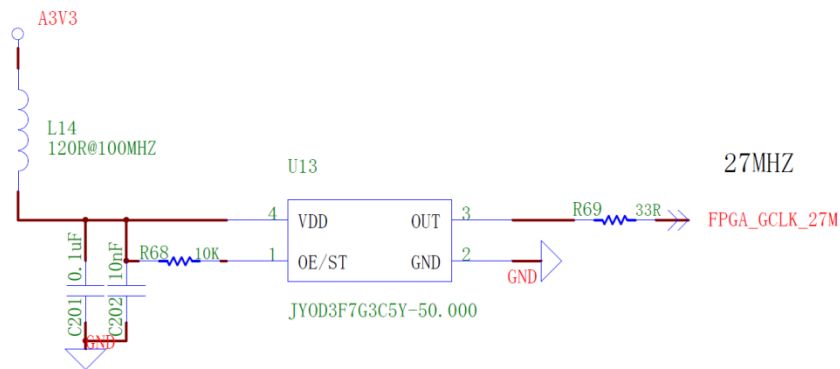 A3V3
L14
120R@100MHZ
U13
27MHZ
4
VDD
OUT
3
R69
33R
FPGA_GCLK_27M
R68
10K
1
OE/ST
GND
2
GND
0.1uF
10nF
C201
C202
GND
JYOD3F7G3C5Y-50.000